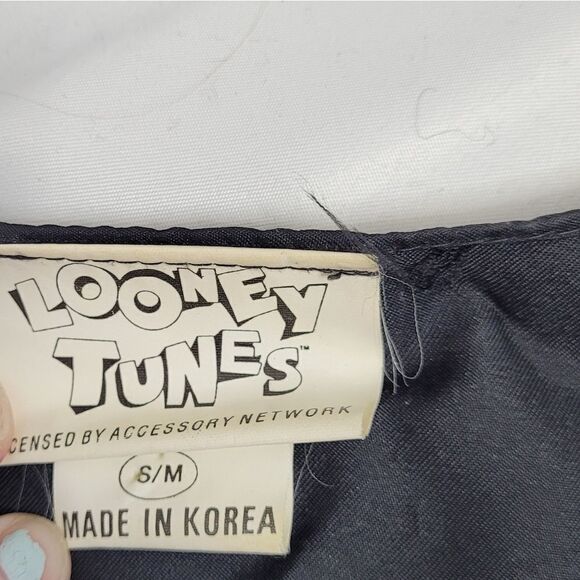 LOONEY
TUNES™
CENSED BY ACCESSORY NETWORK
S/M
MADE IN KOREA